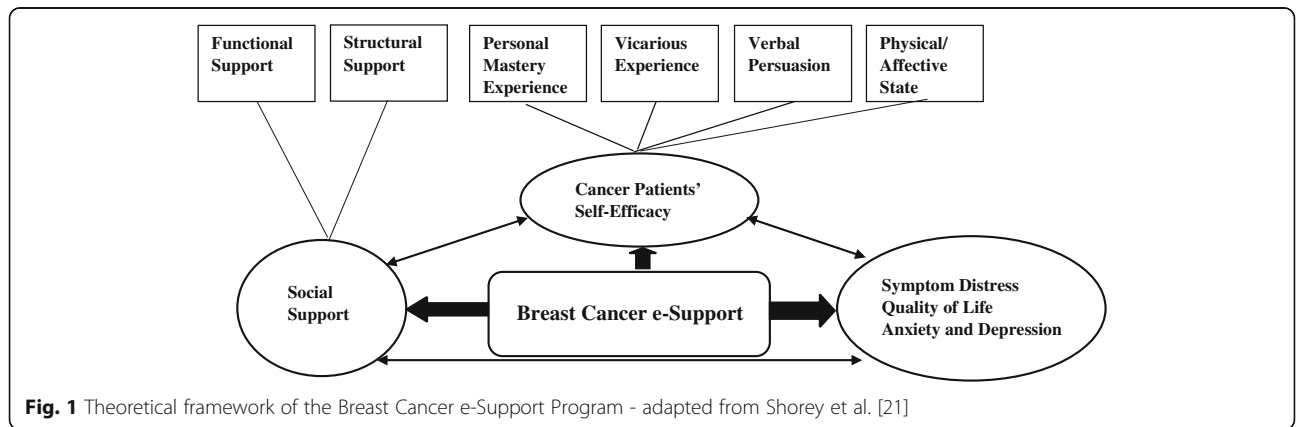 Functional
Support
Structural
Support
Personal
Mastery
Experience
Vicarious
Experience
Verbal
Persuasion
Physical/
Affective
State
Cancer Patients'
Self-Efficacy
Social
Support
Breast Cancer e-Support
Symptom Distress
Quality of Life
Anxiety and Depression
Fig. 1 Theoretical framework of the Breast Cancer e-Support Program - adapted from Shorey et al. [21]